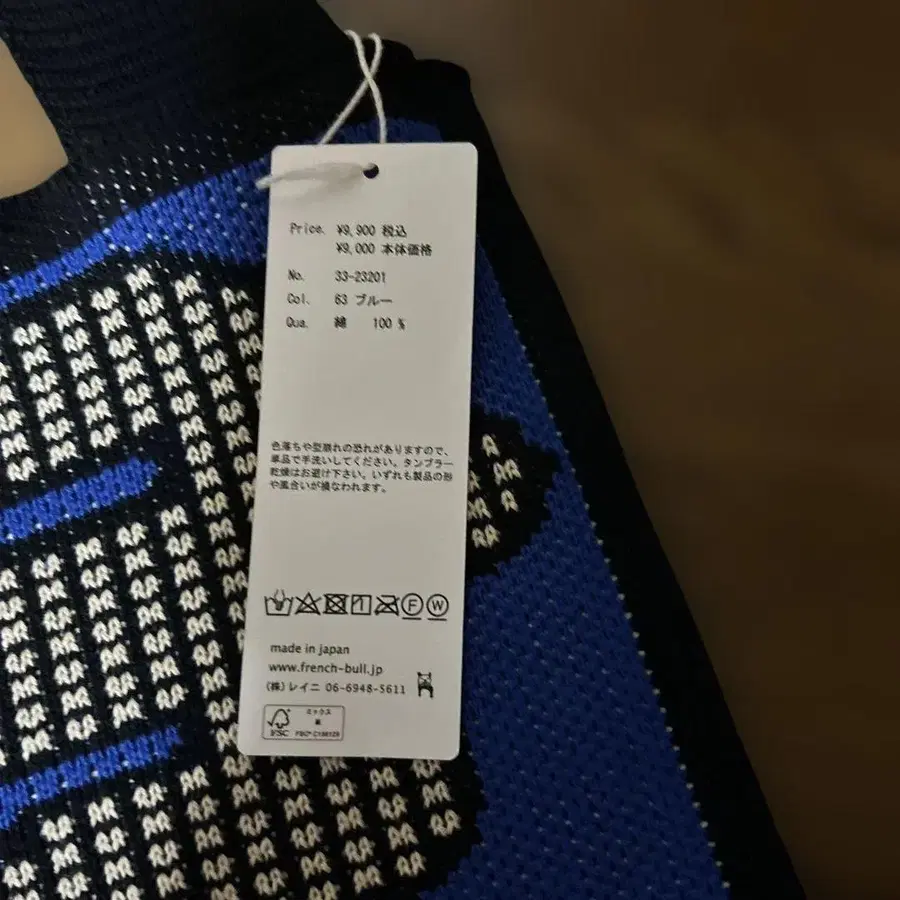 Price. ¥9,900 税込
¥9,000 本体価格
No. 33-23201
Col. 63 ブルー
Qua. 綿 100 %
色落ちや型崩れの恐れがありますので、
単品で手洗いしてください。タンブラー
乾燥はお避け下さい。いずれも製品の形
や風合いが損なわれます。
F W
made in japan
www.french-bull.jp
(株)レイニ 06-6948-5611
ミックス
紙
FSC